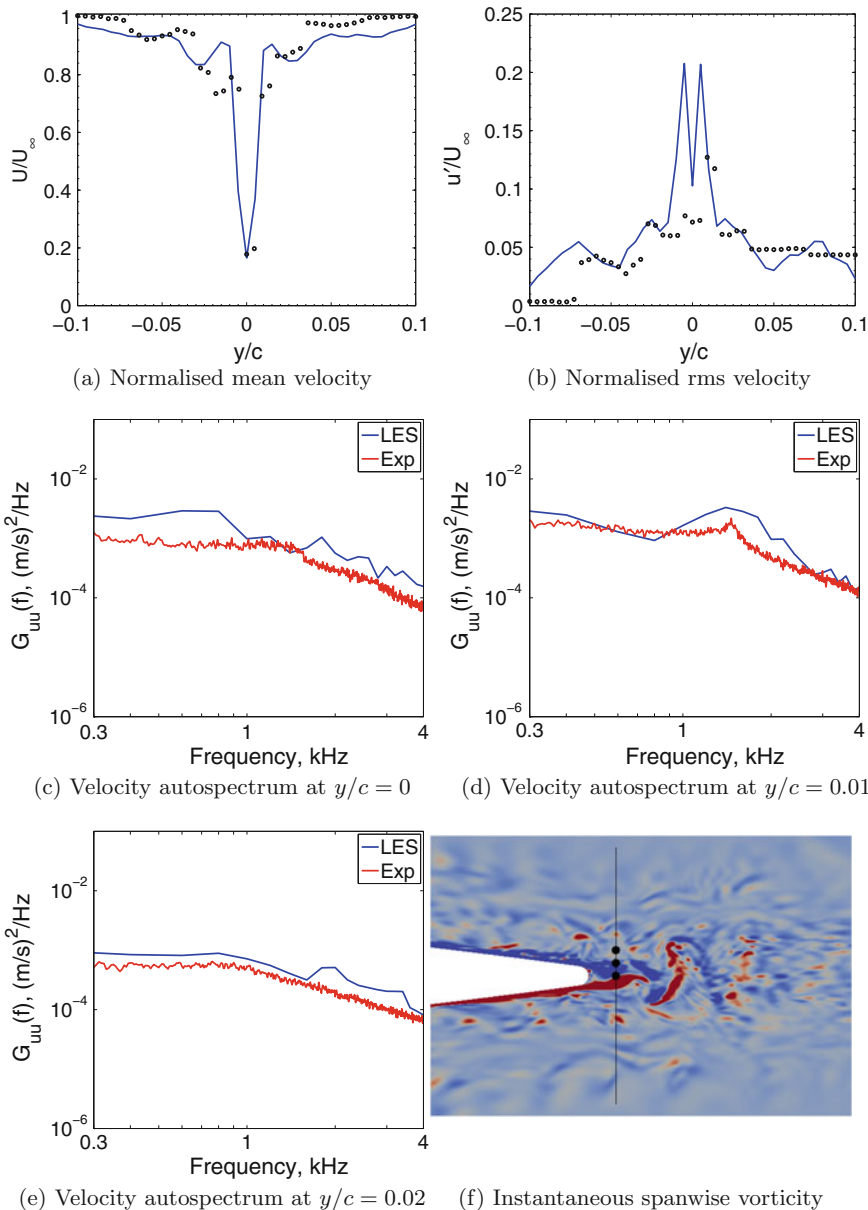 1
0.8
0.6
0.4
0.2
0
U/U∞
−0.1 −0.05 0 0.05 0.1
y/c
(a) Normalised mean velocity
0.25
0.2
0.15
0.1
0.05
0
u′/U∞
−0.1 −0.05 0 0.05 0.1
y/c
(b) Normalised rms velocity
LES
Exp
10⁻²
10⁻⁴
10⁻⁶
Guu(f), (m/s)²/Hz
0.3 1 4
Frequency, kHz
(c) Velocity autospectrum at y/c = 0
LES
Exp
10⁻²
10⁻⁴
10⁻⁶
Guu(f), (m/s)²/Hz
0.3 1 4
Frequency, kHz
(d) Velocity autospectrum at y/c = 0.01
LES
Exp
10⁻²
10⁻⁴
10⁻⁶
Guu(f), (m/s)²/Hz
0.3 1 4
Frequency, kHz
(e) Velocity autospectrum at y/c = 0.02
(f) Instantaneous spanwise vorticity